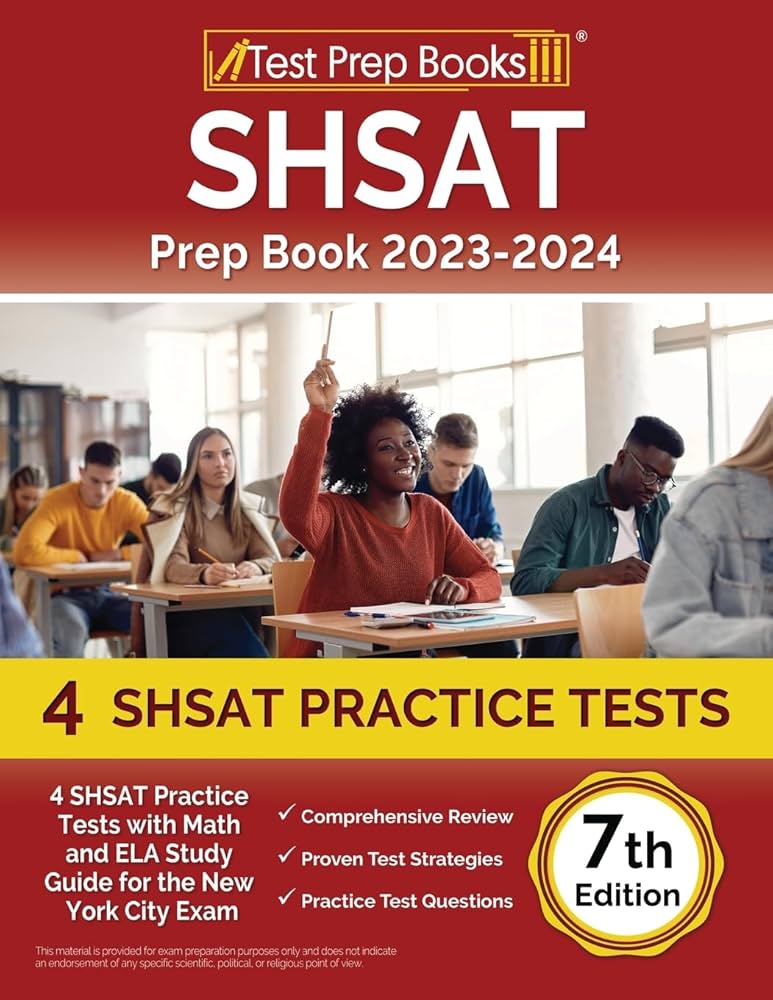 Test Prep Books®
SHSAT
Prep Book 2023-2024
4 SHSAT PRACTICE TESTS
4 SHSAT Practice
Tests with Math
and ELA Study
Guide for the New
York City Exam
✓ Comprehensive Review
✓ Proven Test Strategies
✓ Practice Test Questions
7th
Edition
This material is provided for exam preparation purposes only and does not indicate
an endorsement of any specific scientific, political, or religious point of view.